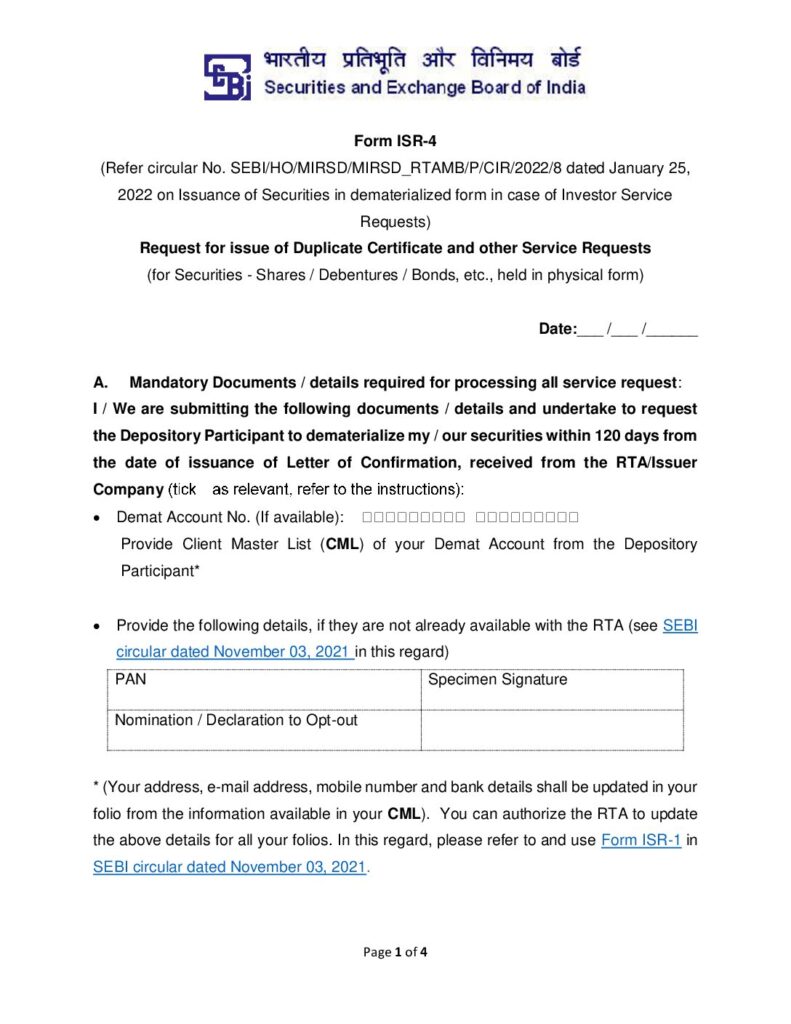 SEBI
भारतीय प्रतिभूति और विनिमय बोर्ड
Securities and Exchange Board of India
Form ISR-4
(Refer circular No. SEBI/HO/MIRSD/MIRSD_RTAMB/P/CIR/2022/8 dated January 25,
2022 on Issuance of Securities in dematerialized form in case of Investor Service
Requests)
Request for issue of Duplicate Certificate and other Service Requests
(for Securities - Shares / Debentures / Bonds, etc., held in physical form)
Date:___ /___ /______
A. Mandatory Documents / details required for processing all service request:
I / We are submitting the following documents / details and undertake to request
the Depository Participant to dematerialize my / our securities within 120 days from
the date of issuance of Letter of Confirmation, received from the RTA/Issuer
Company (tick as relevant, refer to the instructions):
• Demat Account No. (If available): □□□□□□□□□ □□□□□□□□□
Provide Client Master List (CML) of your Demat Account from the Depository
Participant*
• Provide the following details, if they are not already available with the RTA (see SEBI
circular dated November 03, 2021 in this regard)
PAN Specimen Signature
Nomination / Declaration to Opt-out
* (Your address, e-mail address, mobile number and bank details shall be updated in your
folio from the information available in your CML). You can authorize the RTA to update
the above details for all your folios. In this regard, please refer to and use Form ISR-1 in
SEBI circular dated November 03, 2021.
Page 1 of 4